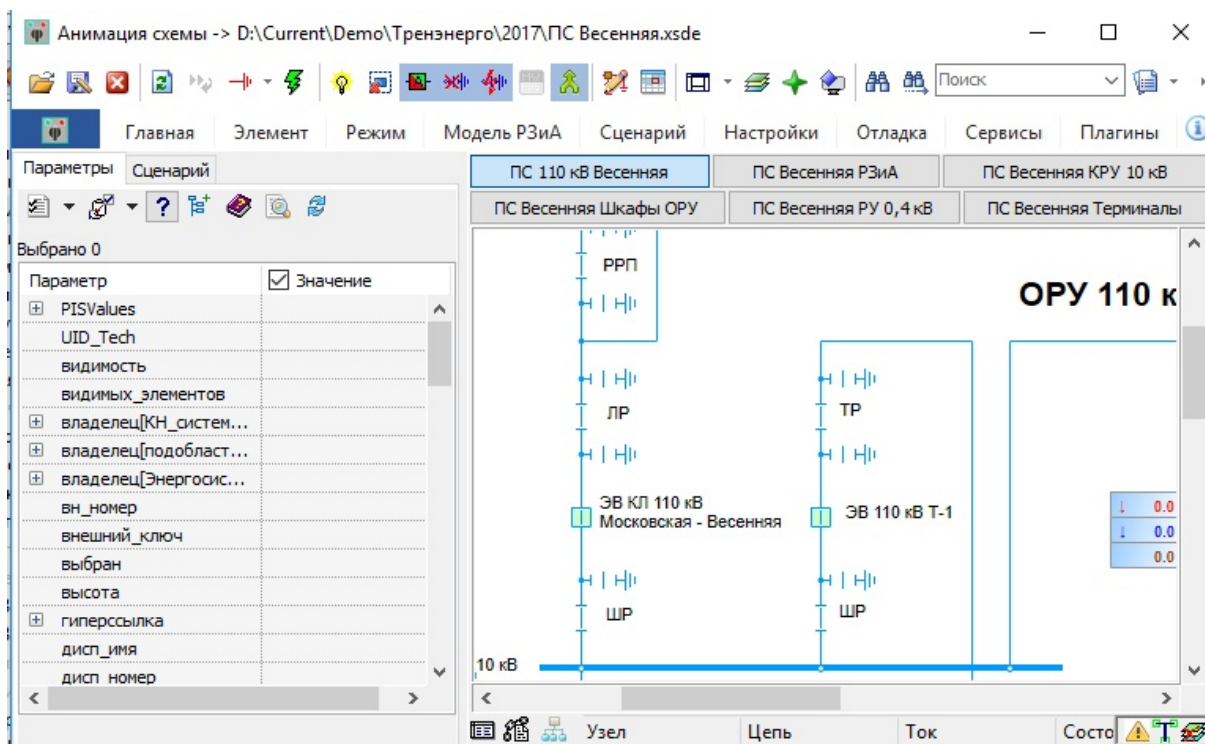 Анимация схемы -> D:\Current\Demo\Тренэнерго\2017\ПС Весенняя.xsde
Поиск
Главная Элемент Режим Модель РЗиА Сценарий Настройки Отладка Сервисы Плагины
Параметры Сценарий
Выбрано 0
Параметр Значение
PISValues
UID_Tech
видимость
видимых_элементов
владелец[КН_систем...
владелец[подобласт...
владелец[Энергосис...
вн_номер
внешний_ключ
выбран
высота
гиперссылка
дисп_имя
дисп_номер
ПС 110 кВ Весенняя ПС Весенняя РЗиА ПС Весенняя КРУ 10 кВ
ПС Весенняя Шкафы ОРУ ПС Весенняя РУ 0,4 кВ ПС Весенняя Терминалы
РРП
ОРУ 110 к
ЛР ТР
ЭВ КЛ 110 кВ
Московская - Весенняя
ЭВ 110 кВ Т-1
0.0
0.0
0.0
ШР ШР
10 кВ
Узел Цепь Ток Состо